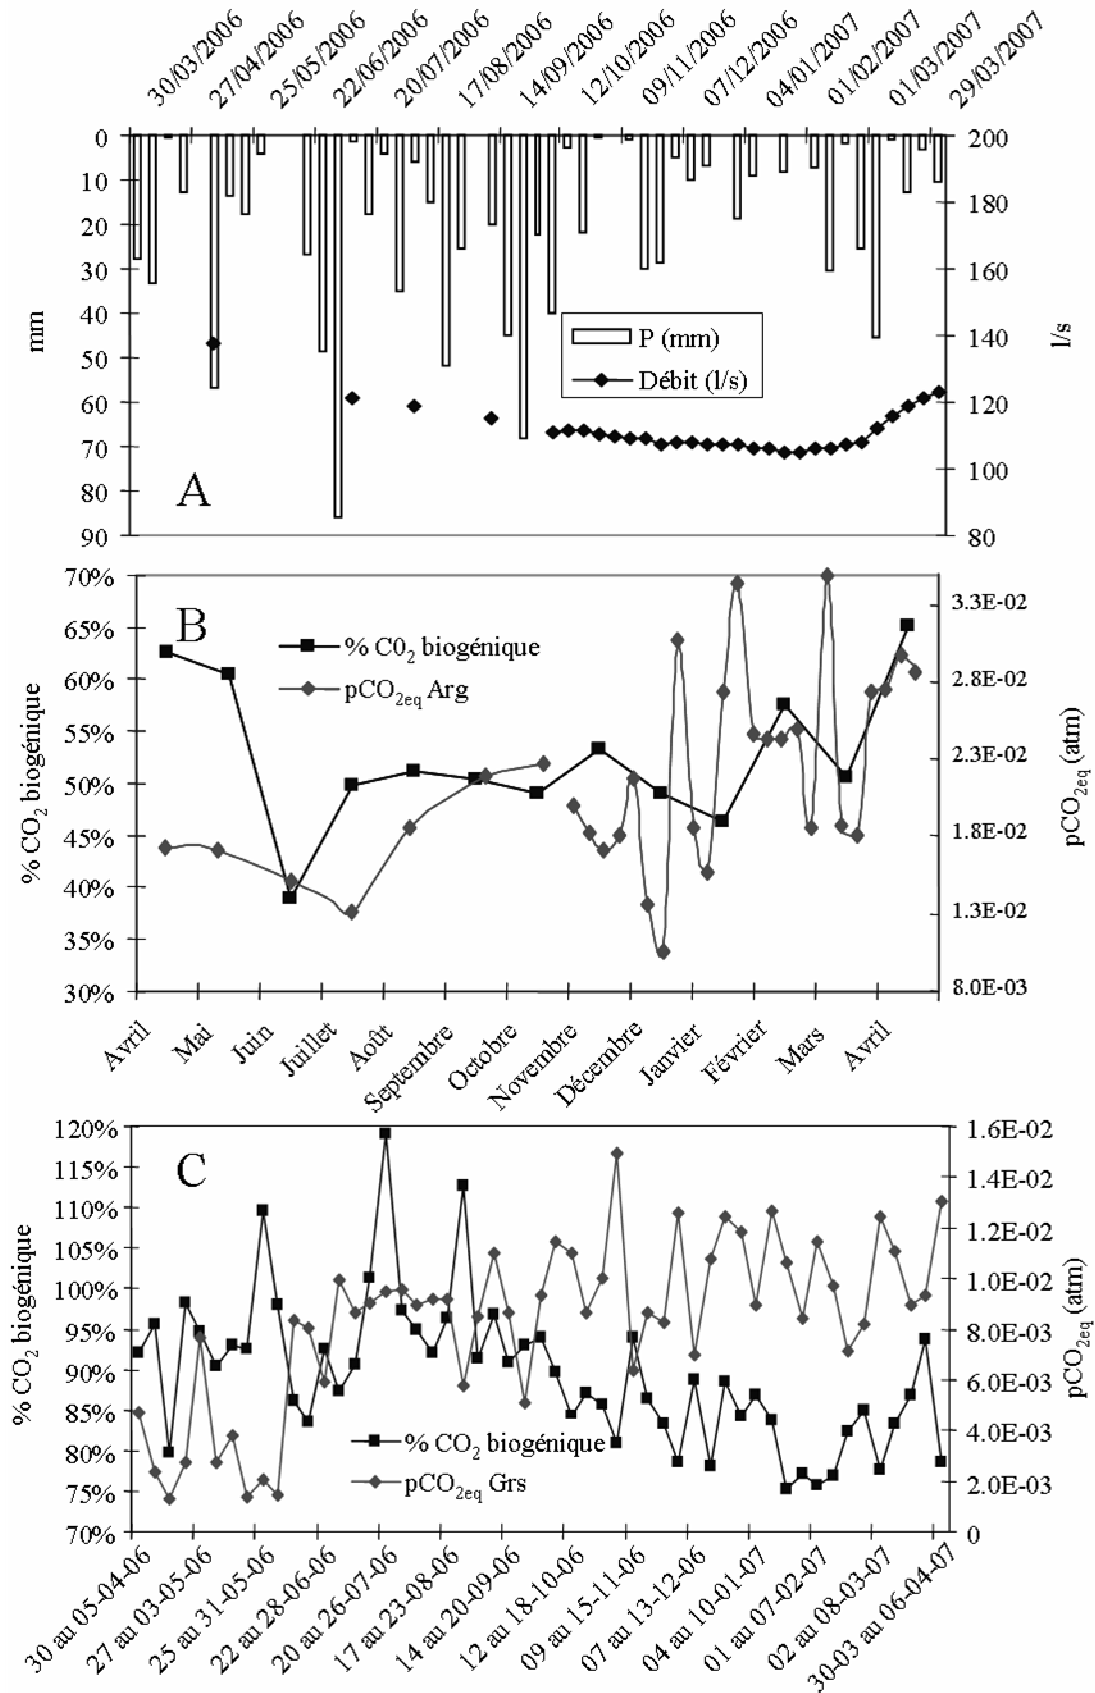 30/03/2006
27/04/2006
25/05/2006
22/06/2006
20/07/2006
17/08/2006
14/09/2006
12/10/2006
09/11/2006
07/12/2006
04/01/2007
01/02/2007
01/03/2007
29/03/2007
0
10
20
30
40
50
60
70
80
90
mm
200
180
160
140
120
100
80
l/s
P (mm)
Débit (l/s)
A
70%
65%
60%
55%
50%
45%
40%
35%
30%
% CO2 biogénique
3.3E-02
2.8E-02
2.3E-02
1.8E-02
1.3E-02
8.0E-03
pCO2eq (atm)
B
% C02 biogénique
pCO2eq Arg
Avril
Mai
Juin
Juillet
Août
Septembre
Octobre
Novembre
Décembre
Janvier
Février
Mars
Avril
120%
115%
110%
105%
100%
95%
90%
85%
80%
75%
70%
% CO2 biogénique
1.6E-02
1.4E-02
1.2E-02
1.0E-02
8.0E-03
6.0E-03
4.0E-03
2.0E-03
0
pCO2eq (atm)
C
% CO2 biogénique
pCO2eq Grs
30 au 05-04-06
27 au 03-05-06
25 au 31-05-06
22 au 28-06-06
20 au 26-07-06
17 au 23-08-06
14 au 20-09-06
12 au 18-10-06
09 au 15-11-06
07 au 13-12-06
04 au 10-01-07
01 au 07-02-07
02 au 08-03-07
30-03 au 06-04-07